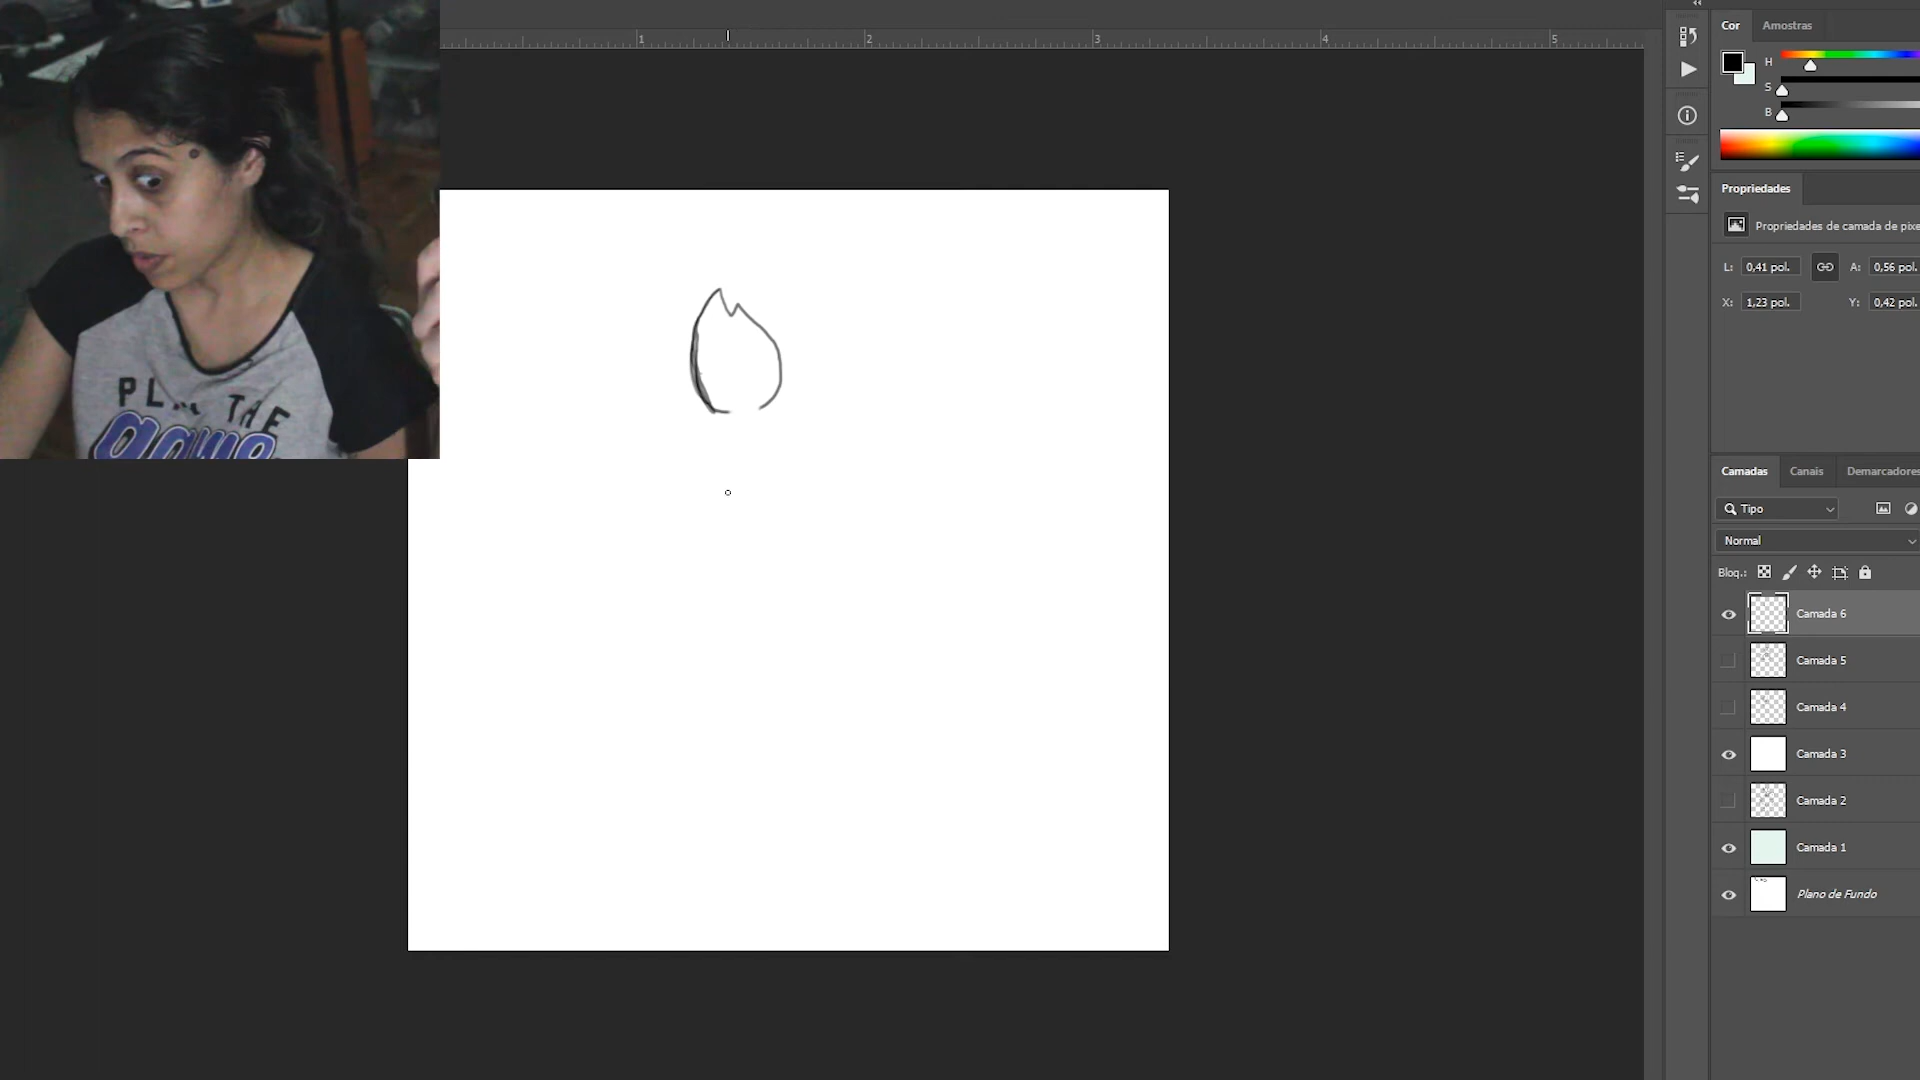 1 2 3 4 5
Cor Amostras
H
S
B
Propriedades
Propriedades de camada de pixe
L: 0,41 pol. A: 0,56 pol.
X: 1,23 pol. Y: 0,42 pol.
Camadas Canais Demarcadores
Tipo
Normal
Bloq.:
Camada 6
Camada 5
Camada 4
Camada 3
Camada 2
Camada 1
Plano de Fundo
THE
game